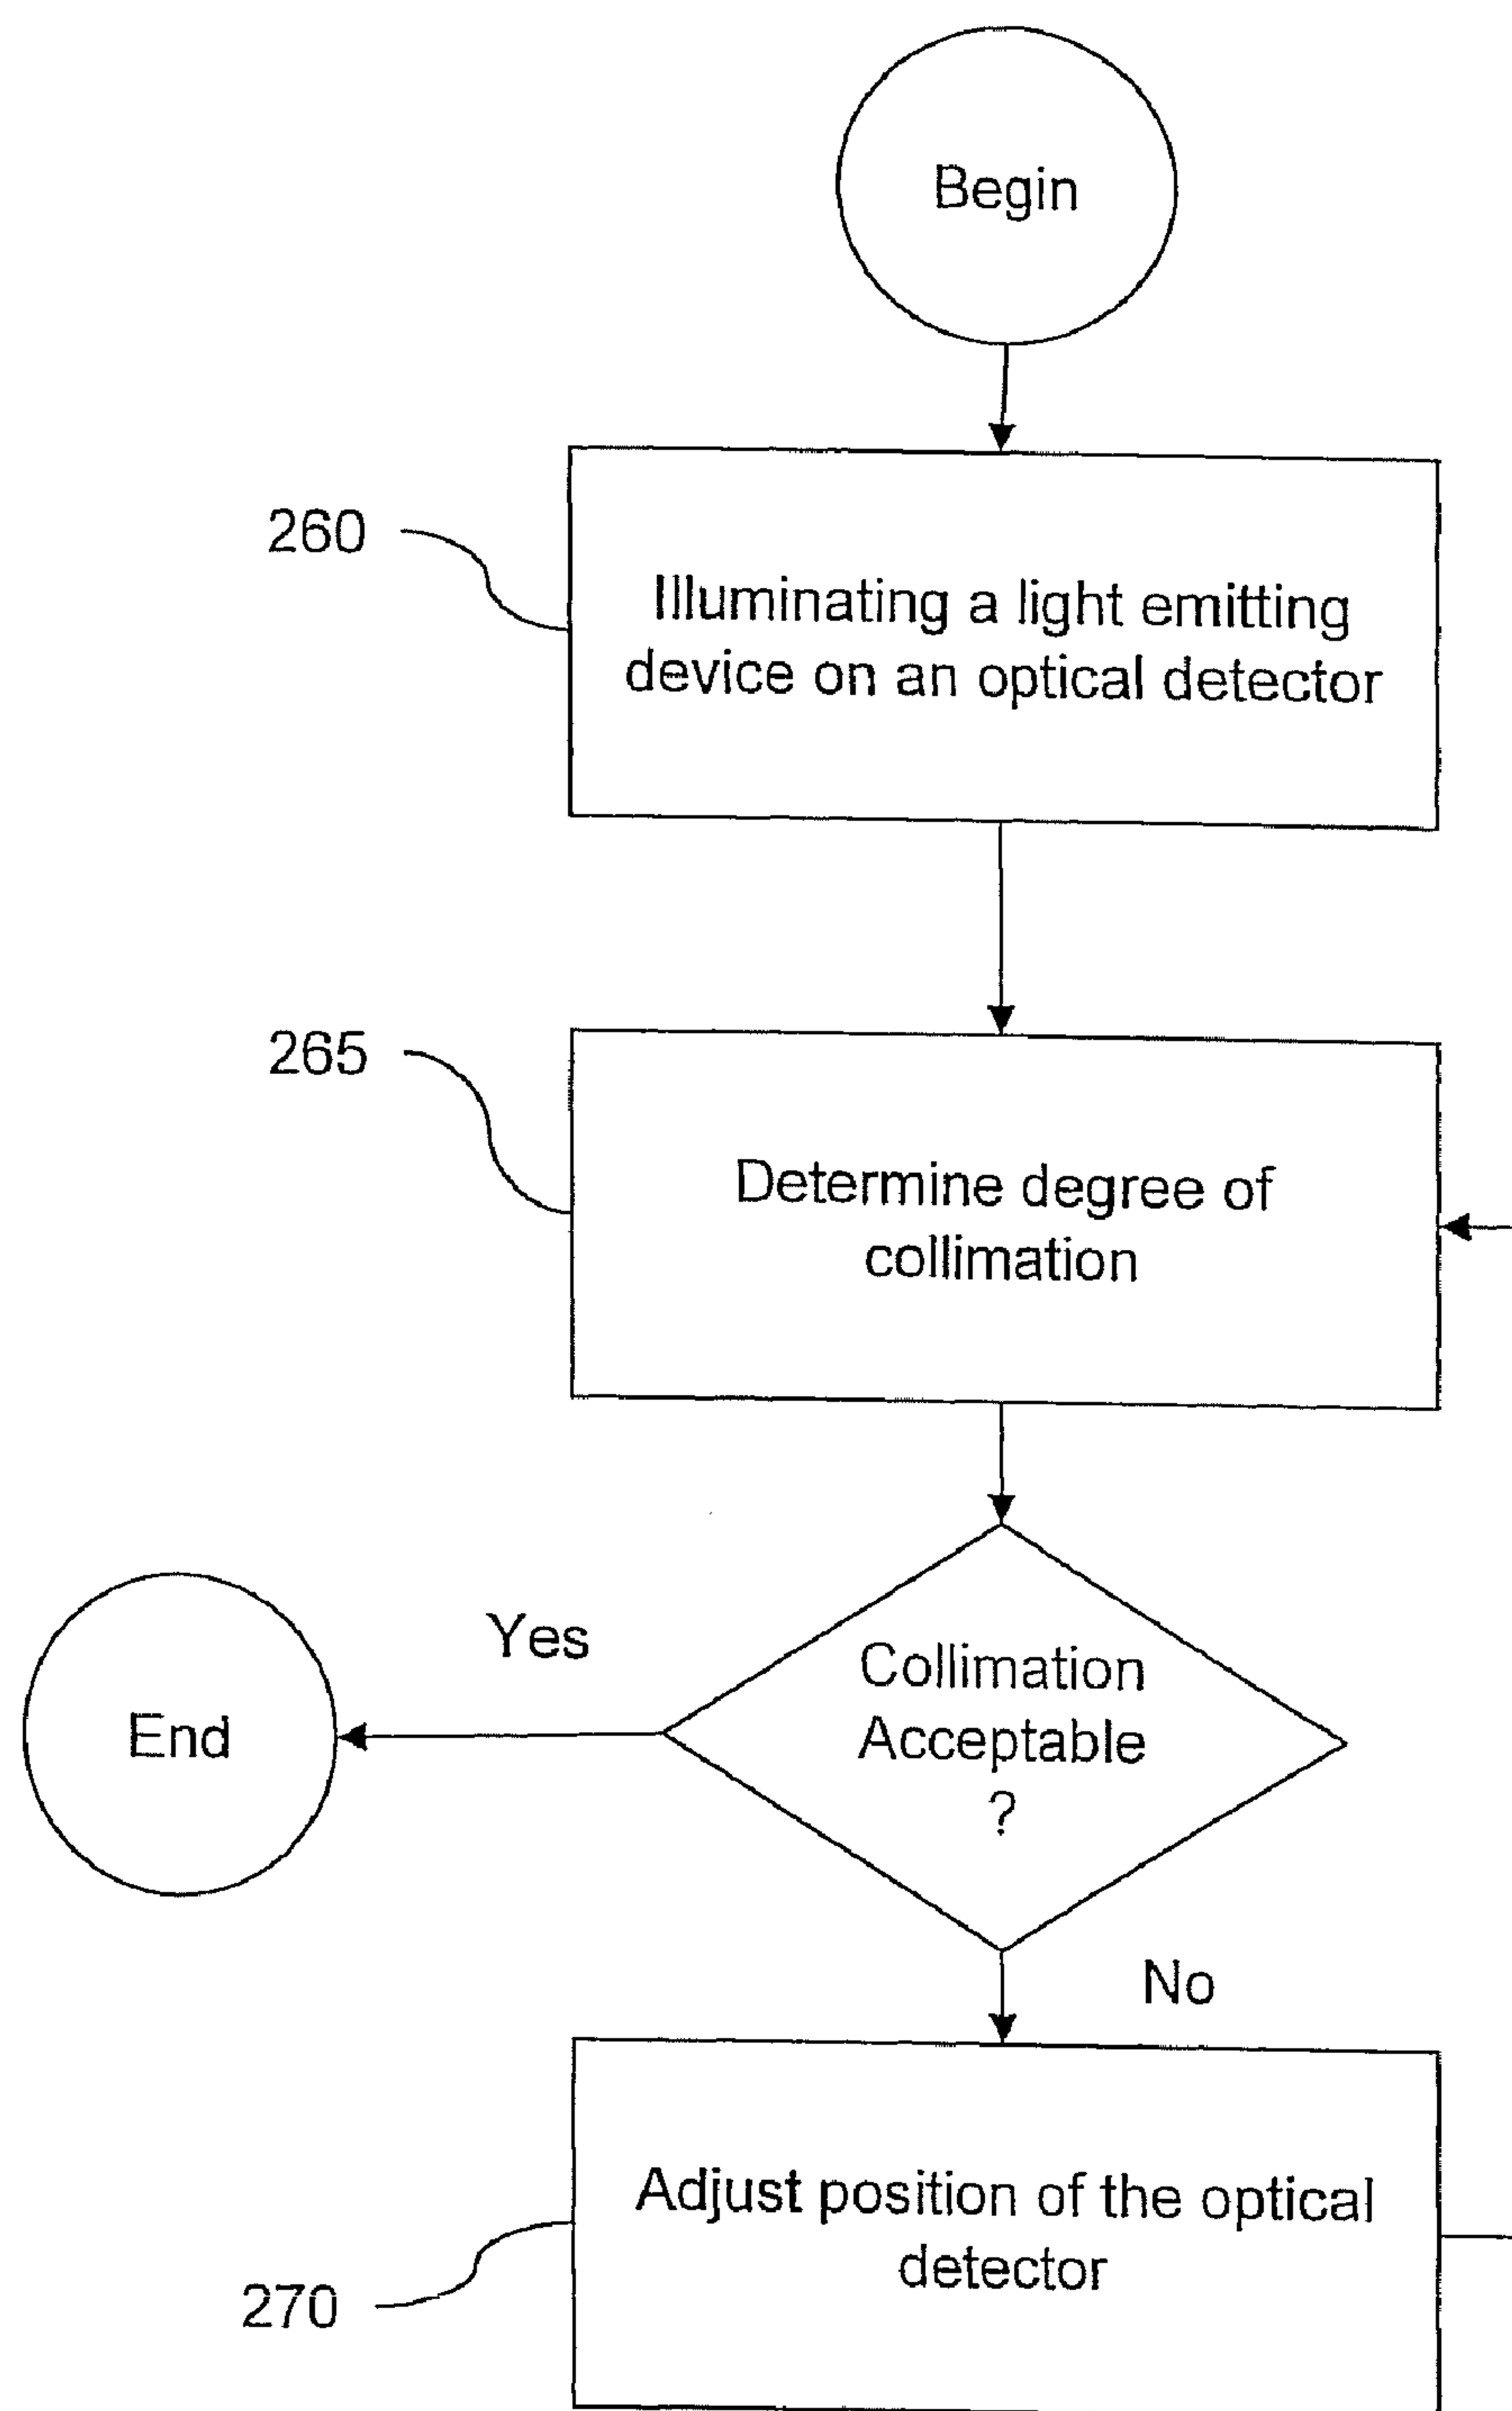 Begin
260
Illuminating a light emitting
device on an optical detector
265
Determine degree of
collimation
Yes
End
Collimation
Acceptable
?
No
Adjust position of the optical
detector
270